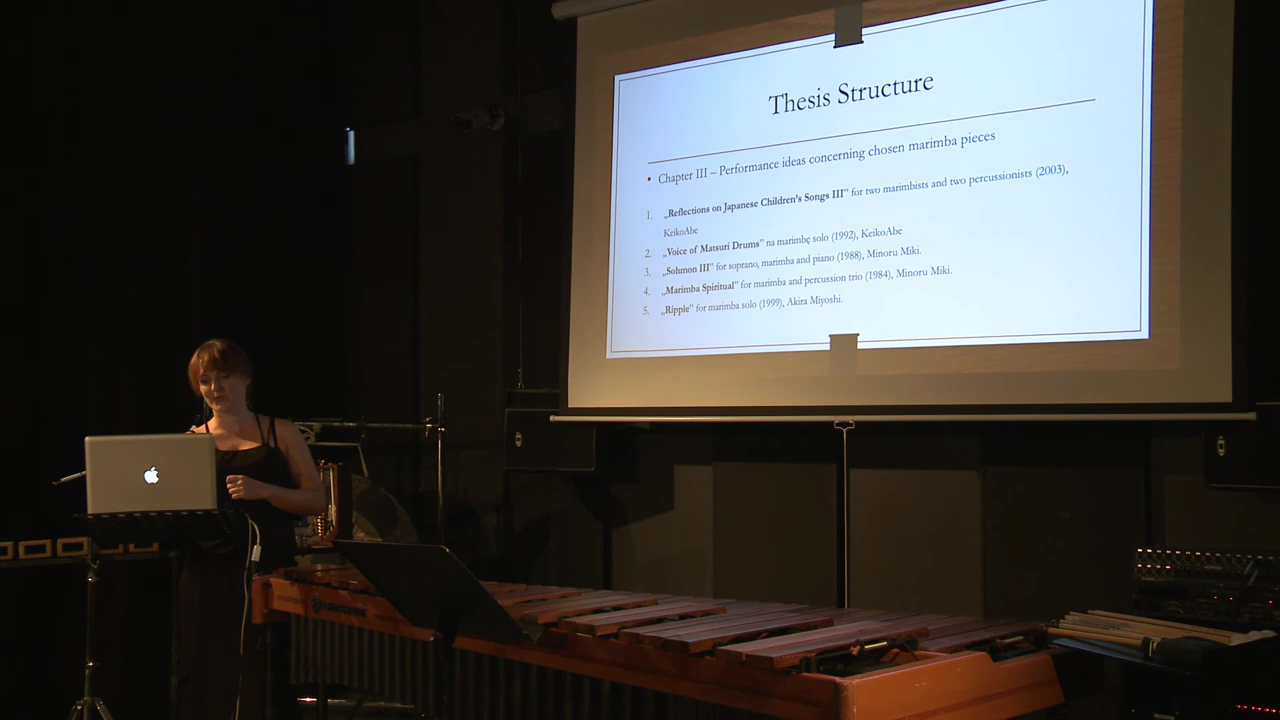 Thesis Structure
• Chapter III – Performance ideas concerning chosen marimba pieces
1. „Reflections on Japanese Children's Songs III" for two marimbists and two percussionists (2003),
KeikoAbe
2. „Voice of Matsuri Drums" na marimbę solo (1992), KeikoAbe
3. „Sohmon III" for soprano, marimba and piano (1988), Minoru Miki.
4. „Marimba Spiritual" for marimba and percussion trio (1984), Minoru Miki.
5. „Ripple" for marimba solo (1999), Akira Miyoshi.